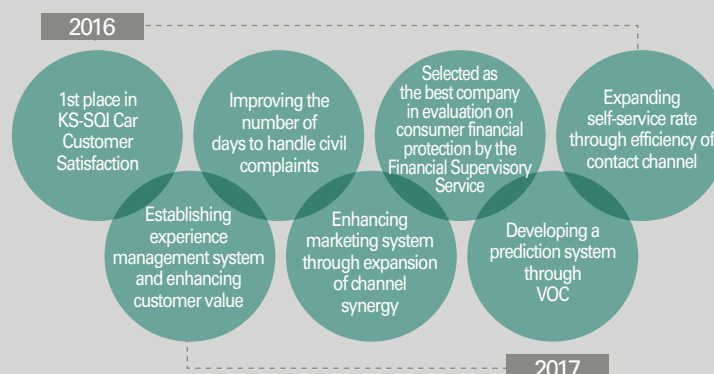 2016
1st place in
KS-SQI Car
Customer
Satisfaction
Improving the
number of
days to handle civil
complaints
Selected as
the best company
in evaluation on
consumer financial
protection by the
Financial Supervisory
Service
Expanding
self-service rate
through efficiency of
contact channel
Establishing
experience
management system
and enhancing
customer value
Enhancing
marketing system
through expansion
of channel
synergy
Developing a
prediction system
through
VOC
2017